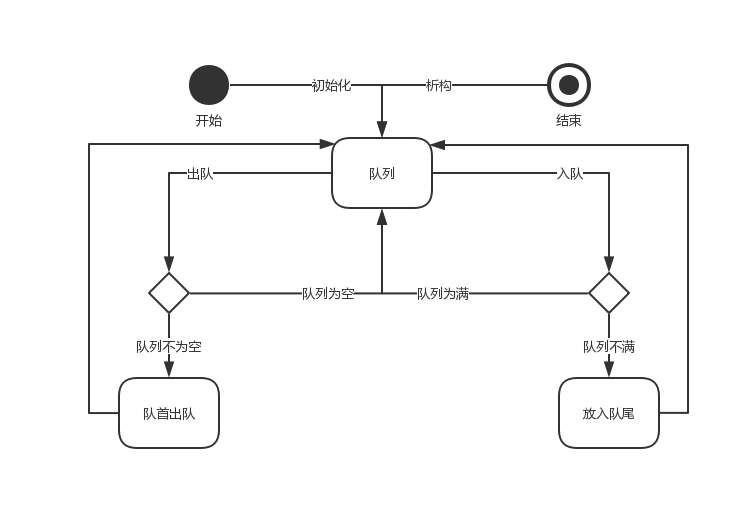 初始化
析构
开始
结束
队列
出队
入队
队列为空
队列为满
队列不为空
队列不满
队首出队
放入队尾